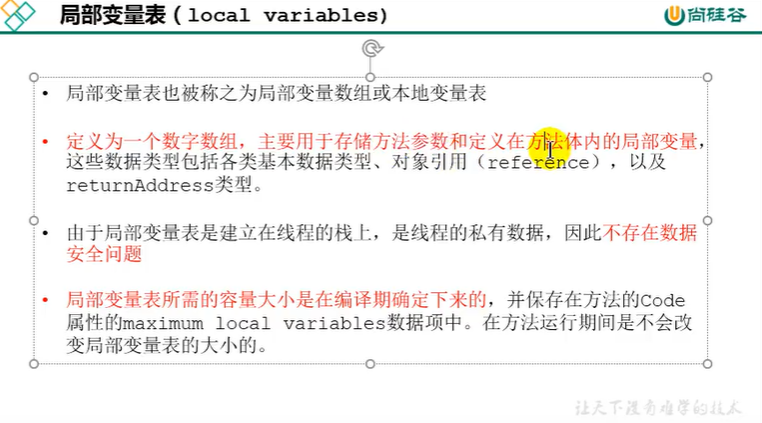 局部变量表（local variables)
尚硅谷
• 局部变量表也被称之为局部变量数组或本地变量表
• 定义为一个数字数组，主要用于存储方法参数和定义在方法体内的局部变量，
这些数据类型包括各类基本数据类型、对象引用（reference），以及
returnAddress类型。
• 由于局部变量表是建立在线程的栈上，是线程的私有数据，因此不存在数据
安全问题
• 局部变量表所需的容量大小是在编译期确定下来的，并保存在方法的Code
属性的maximum local variables数据项中。在方法运行期间是不会改
变局部变量表的大小的。
让天下没有难学的技术